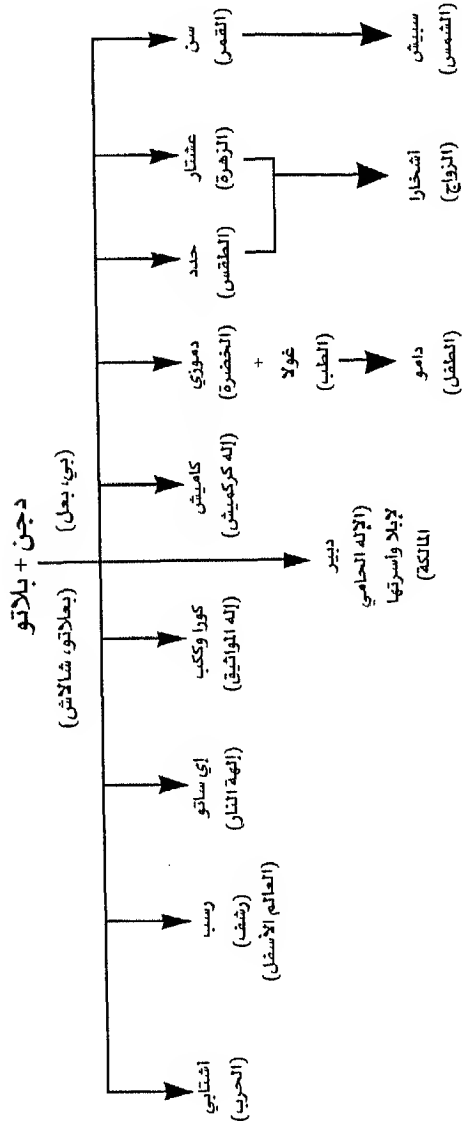 دجن + بلاتو
(بي، بعل)
(بعلاتو، شالاش)
سن
(القمر)
سبيش
(الشمس)
عشتار
(الزهرة)
حدد
(الطقس)
أشخارا
(الزواج)
دموزي
(الخضرة)
+
غولا
(الطب)
دامو
(الطفل)
كاميش
(إله كركميش)
دبير
(الإله الحامي
لإبلا وأسرتها
المالكة)
كورا وككب
(إله المواثيق)
إي ساتو
(إلهة النار)
رسب
(رشف)
(العالم الأسفل)
أشتابي
(الحرب)